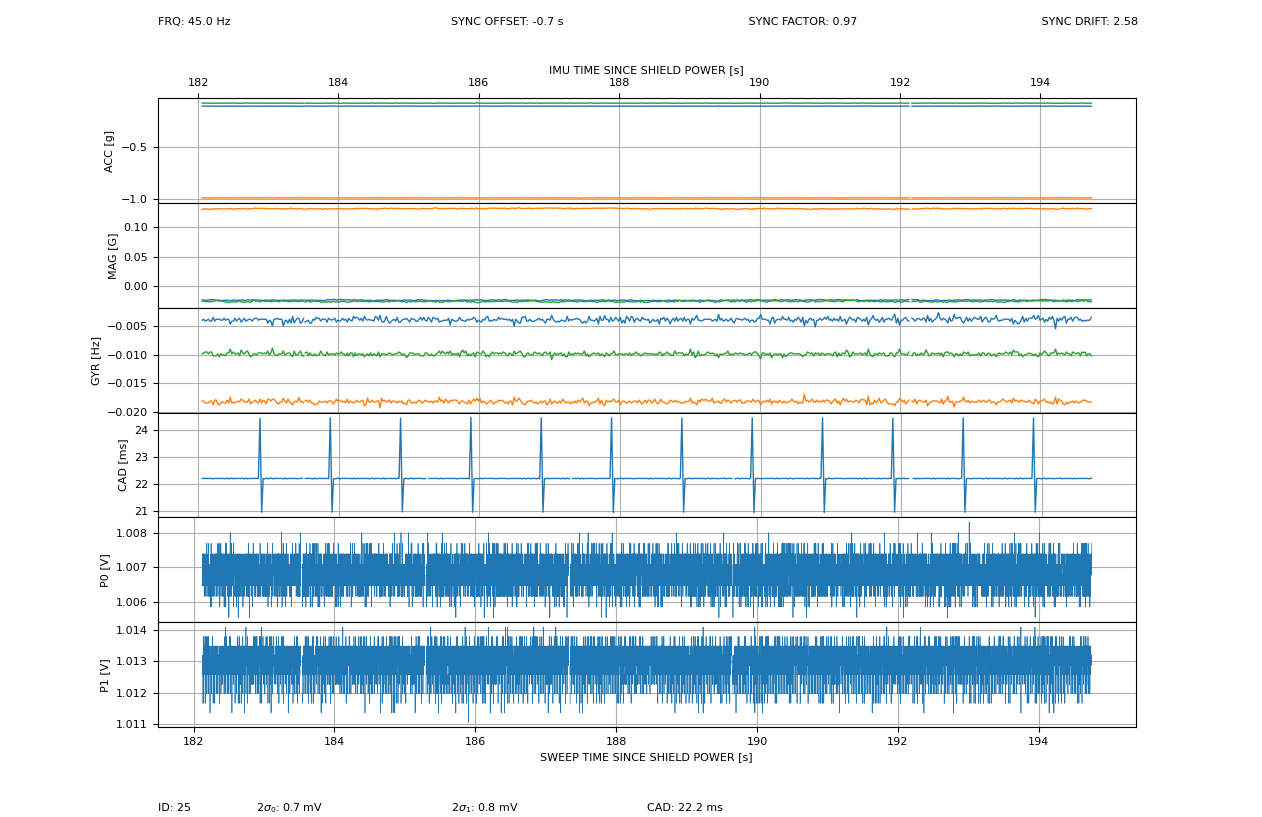 FRQ: 45.0 Hz SYNC OFFSET: -0.7 s SYNC FACTOR: 0.97 SYNC DRIFT: 2.58
IMU TIME SINCE SHIELD POWER [s]
182 184 186 188 190 192 194
ACC [g]
−0.5
−1.0
MAG [G]
0.10
0.05
0.00
GYR [Hz]
−0.005
−0.010
−0.015
−0.020
CAD [ms]
24
23
22
21
P0 [V]
1.008
1.007
1.006
P1 [V]
1.014
1.013
1.012
1.011
182 184 186 188 190 192 194
SWEEP TIME SINCE SHIELD POWER [s]
ID: 25 2σ₀: 0.7 mV 2σ₁: 0.8 mV CAD: 22.2 ms